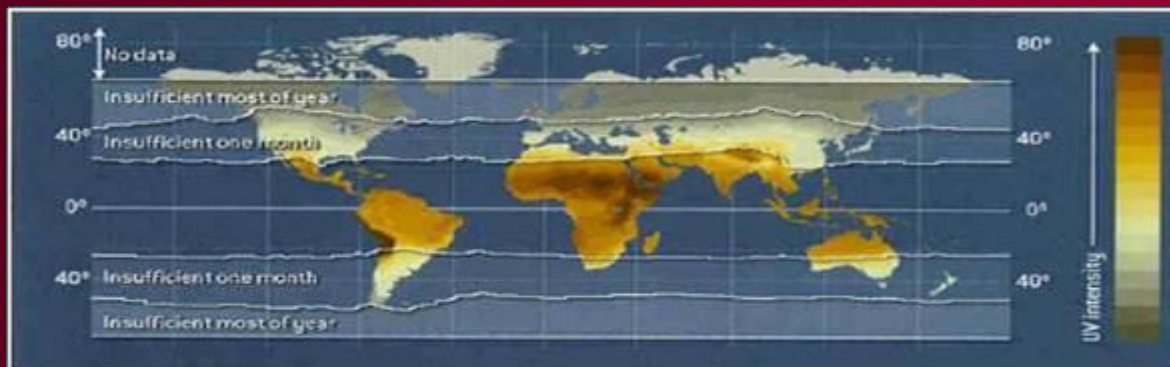 80°
No data
80°
Insufficient most of year
40°
Insufficient one month
40°
0°
0°
40°
Insufficient one month
40°
Insufficient most of year
UV intensity